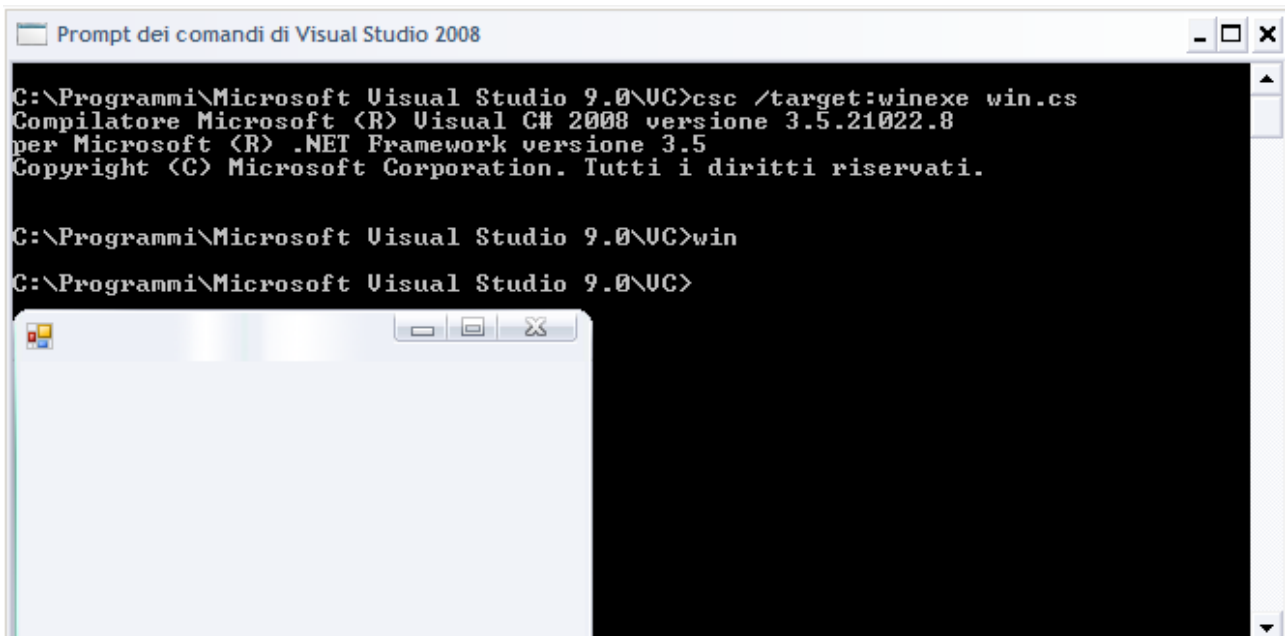 Prompt dei comandi di Visual Studio 2008
C:\Programmi\Microsoft Visual Studio 9.0\VC>csc /target:winexe win.cs
Compilatore Microsoft (R) Visual C# 2008 versione 3.5.21022.8
per Microsoft (R) .NET Framework versione 3.5
Copyright (C) Microsoft Corporation. Tutti i diritti riservati.
C:\Programmi\Microsoft Visual Studio 9.0\VC>win
C:\Programmi\Microsoft Visual Studio 9.0\VC>